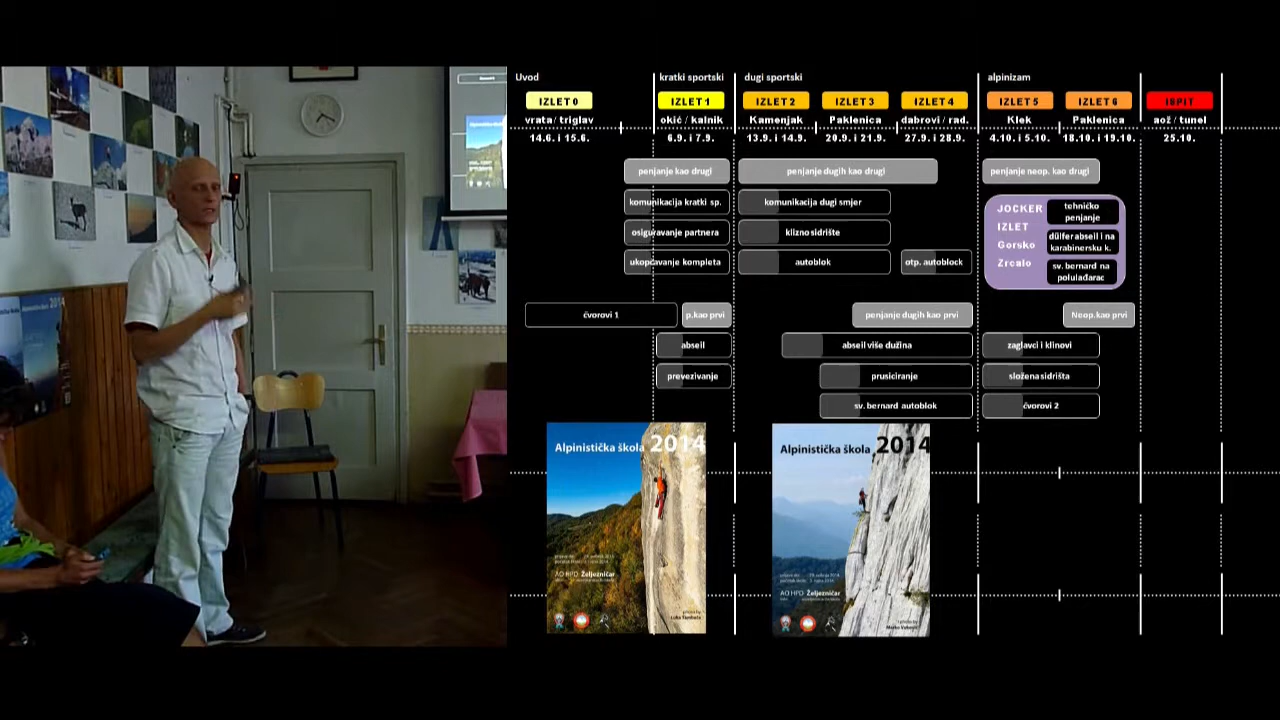 Uvod
kratki sportski
dugi sportski
alpinizam
IZLET 0
IZLET 1
IZLET 2
IZLET 3
IZLET 4
IZLET 5
IZLET 6
ISPIT
vrata/ triglav
okić / kalnik
Kamenjak
Paklenica
dabrovi / rad.
Klek
Paklenica
aož / tunel
14.6. i 15.6.
6.9. i 7.9.
13.9. i 14.9.
20.9. i 21.9.
27.9. i 28.9.
4.10. i 5.10.
18.10. i 19.10.
25.10.
penjanje kao drugi
penjanje dugih kao drugi
penjanje neop. kao drugi
komunikacija kratki sp.
komunikacija dugi smjer
osiguravanje partnera
klizno sidrište
ukopčavanje kompleta
autoblok
otp. autoblock
JOCKER
IZLET
Gorsko
Zrcalo
tehničko
penjanje
dülfer abseil i na
karabinersku k.
sv. bernard na
poluladarac
čvorovi 1
p.kao prvi
penjanje dugih kao prvi
Neop.kao prvi
abseil
abseil više dužina
zaglavci i klinovi
prevezivanje
prusiciranje
složena sidrišta
sv. bernard autoblok
čvorovi 2
Alpinistička škola 2014
AO HPD Željezničar
Alpinistička škola 2014
AO HPD Željezničar